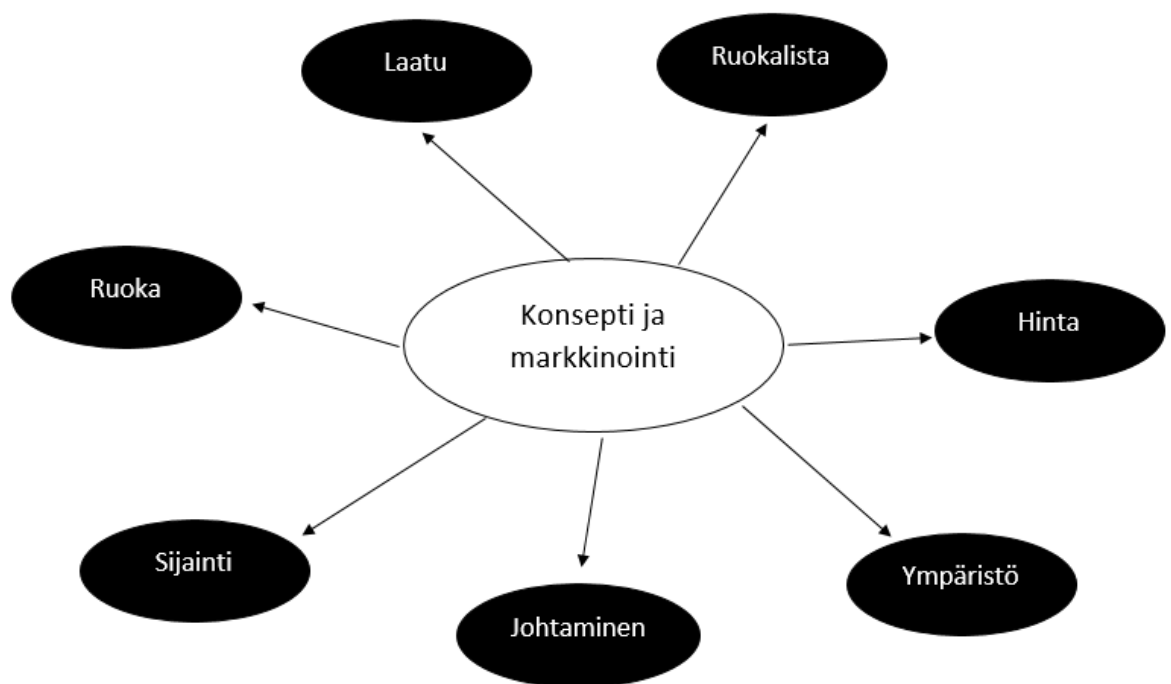 Laatu
Ruokalista
Ruoka
Konsepti ja
markkinointi
Hinta
Sijainti
Johtaminen
Ympäristö